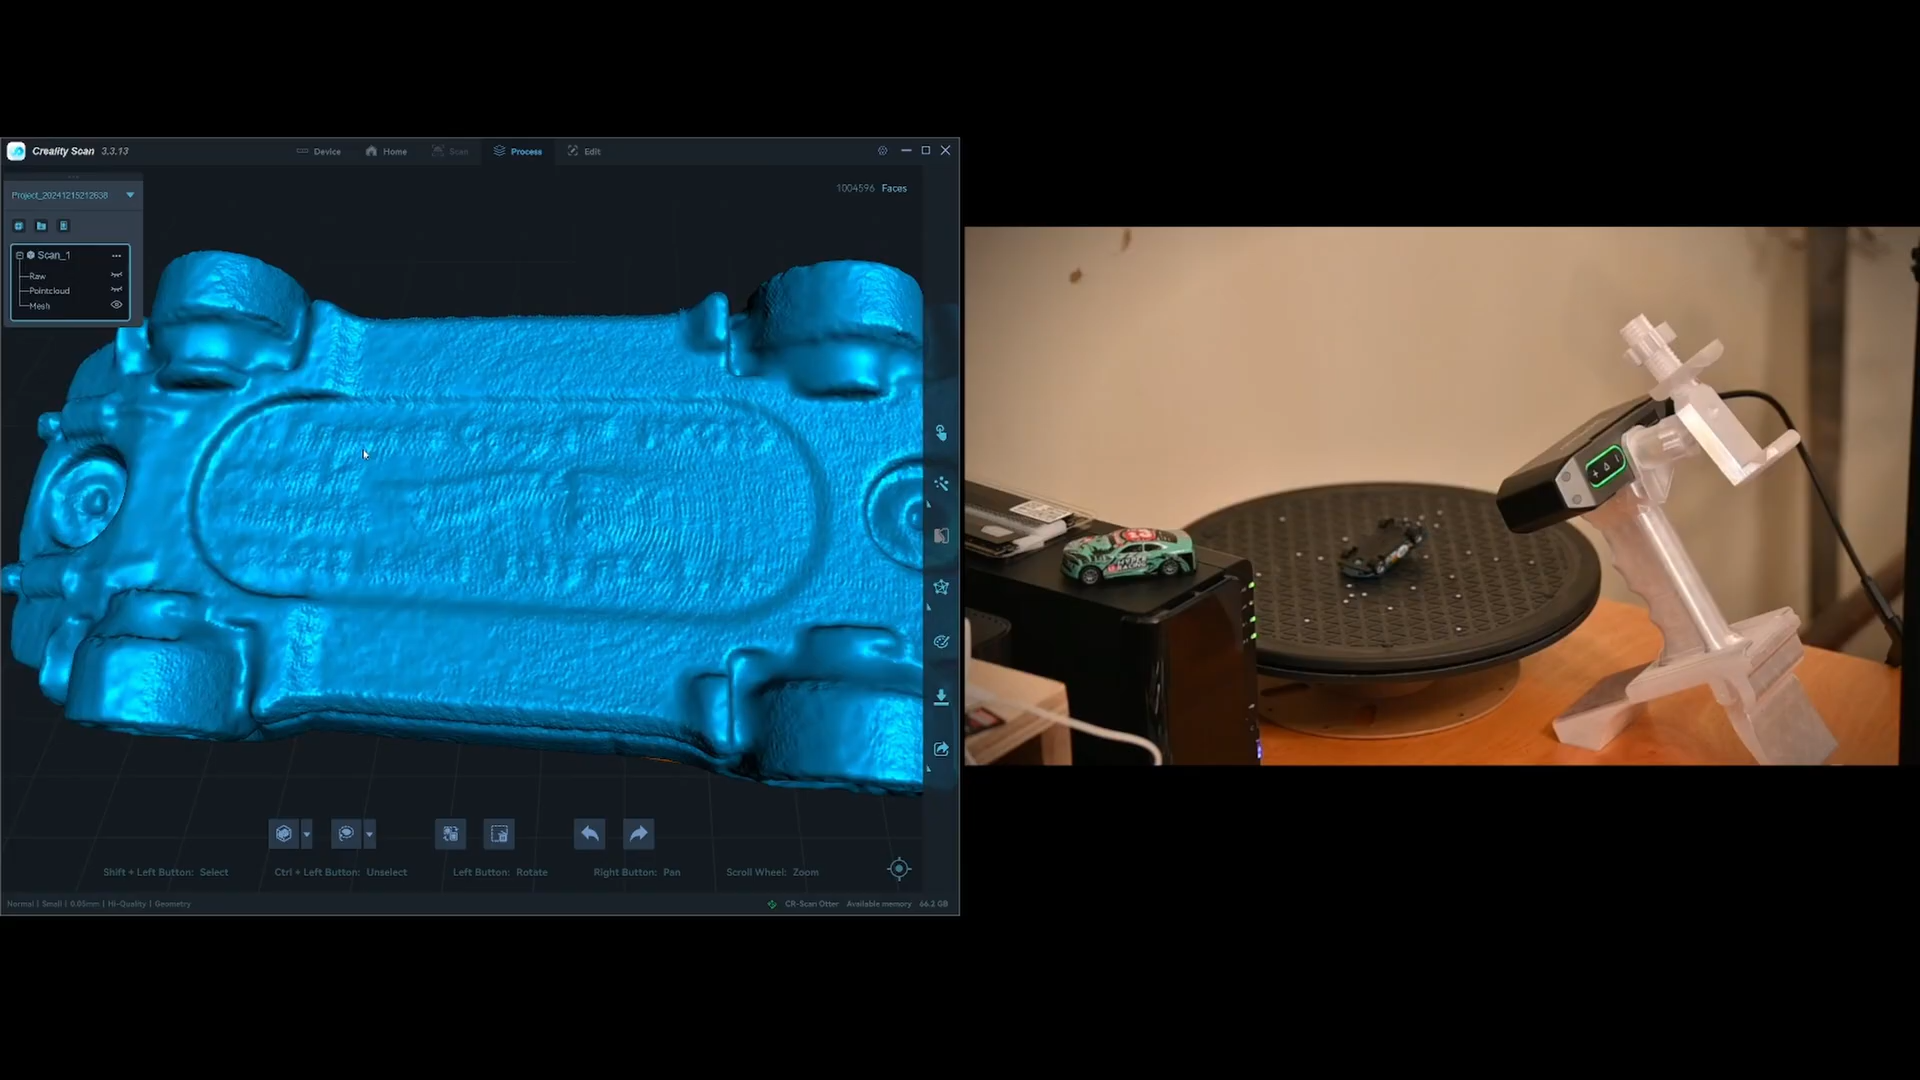 Creality Scan 3.3.13
Device
Home
Scan
Process
Edit
Project_20241215212638
1004596 Faces
Scan_1
Raw
Pointcloud
Mesh
Shift + Left Button: Select
Ctrl + Left Button: Unselect
Left Button: Rotate
Right Button: Pan
Scroll Wheel: Zoom
Normal | Small | 0.05mm | Hi-Quality | Geometry
CR-Scan Otter
Available memory 66.2 GB
RACING